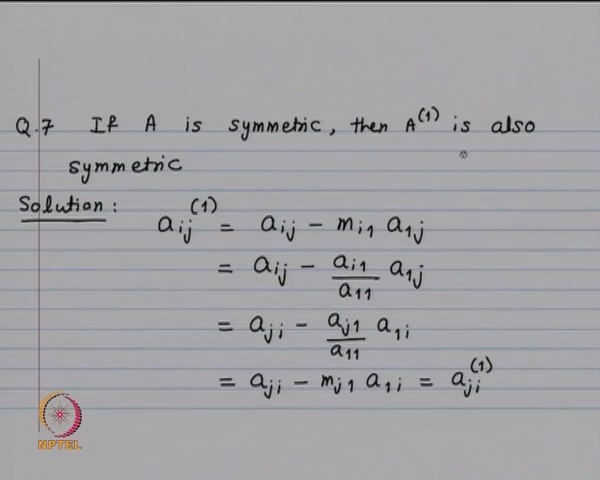 Q.7 If A is symmetric, then A^(1) is also
symmetric
Solution : a_ij^(1) = a_ij - m_i1 a_1j
= a_ij - a_i1/a_11 a_1j
= a_ji - a_j1/a_11 a_1i
= a_ji - m_j1 a_1i = a_ji^(1)
NPTEL